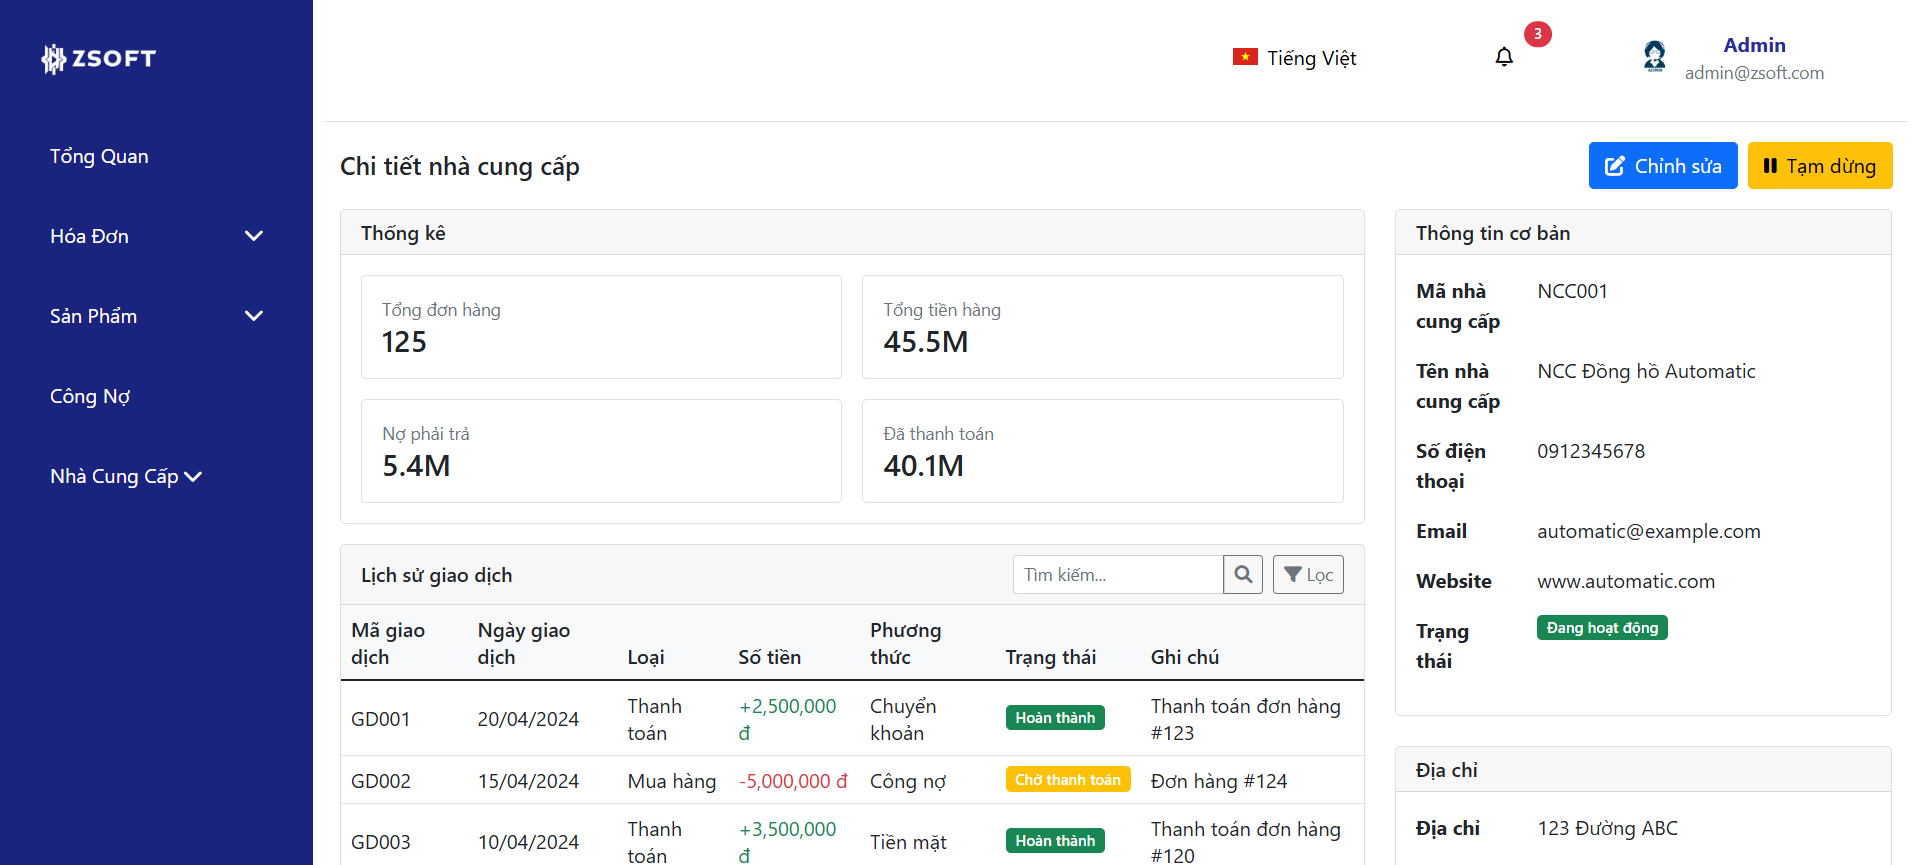 ZSOFT
Tổng Quan
Hóa Đơn
Sản Phẩm
Công Nợ
Nhà Cung Cấp
Tiếng Việt
3
Admin
admin@zsoft.com
Chi tiết nhà cung cấp
Chỉnh sửa
Tạm dừng
Thống kê
Tổng đơn hàng
125
Tổng tiền hàng
45.5M
Nợ phải trả
5.4M
Đã thanh toán
40.1M
Lịch sử giao dịch
Tìm kiếm...
Lọc
Mã giao dịch Ngày giao dịch Loại Số tiền Phương thức Trạng thái Ghi chú
GD001 20/04/2024 Thanh toán +2,500,000 đ Chuyển khoản Hoàn thành Thanh toán đơn hàng #123
GD002 15/04/2024 Mua hàng -5,000,000 đ Công nợ Chờ thanh toán Đơn hàng #124
GD003 10/04/2024 Thanh toán +3,500,000 đ Tiền mặt Hoàn thành Thanh toán đơn hàng #120
Thông tin cơ bản
Mã nhà cung cấp NCC001
Tên nhà cung cấp NCC Đồng hồ Automatic
Số điện thoại 0912345678
Email automatic@example.com
Website www.automatic.com
Trạng thái Đang hoạt động
Địa chỉ
Địa chỉ 123 Đường ABC